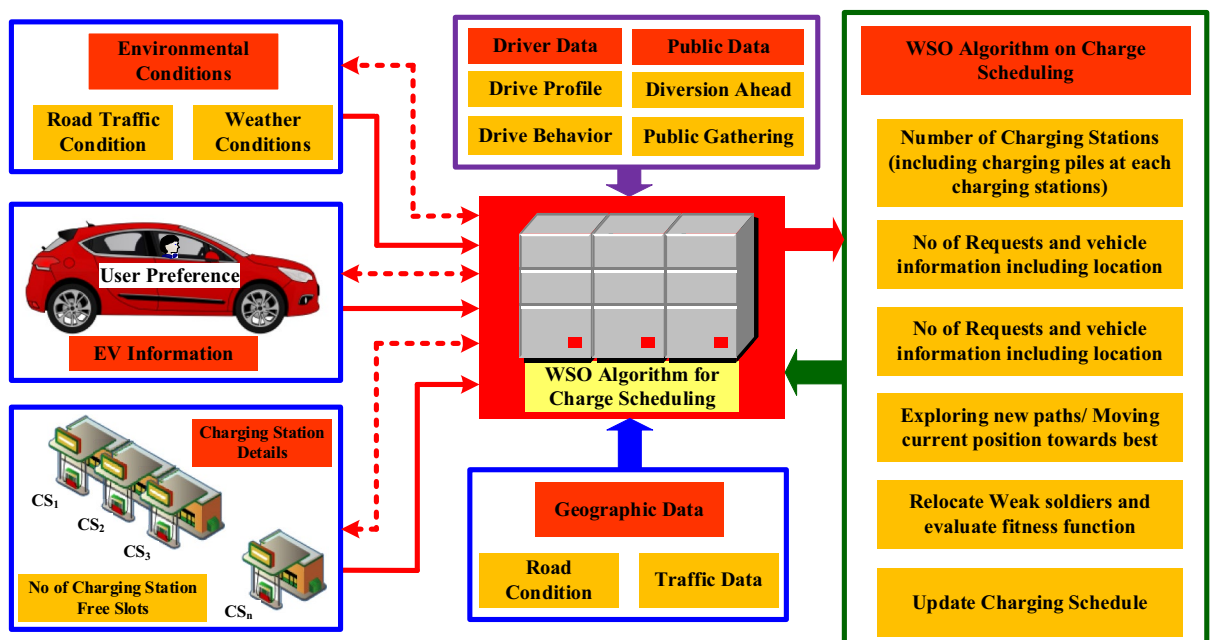 Environmental
Conditions
Road Traffic
Condition
Weather
Conditions
User Preference
EV Information
Charging Station
Details
CS1
CS2
CS3
CSn
No of Charging Station
Free Slots
Driver Data
Public Data
Drive Profile
Diversion Ahead
Drive Behavior
Public Gathering
WSO Algorithm for
Charge Scheduling
Geographic Data
Road
Condition
Traffic Data
WSO Algorithm on Charge
Scheduling
Number of Charging Stations
(including charging piles at each
charging stations)
No of Requests and vehicle
information including location
No of Requests and vehicle
information including location
Exploring new paths/ Moving
current position towards best
Relocate Weak soldiers and
evaluate fitness function
Update Charging Schedule